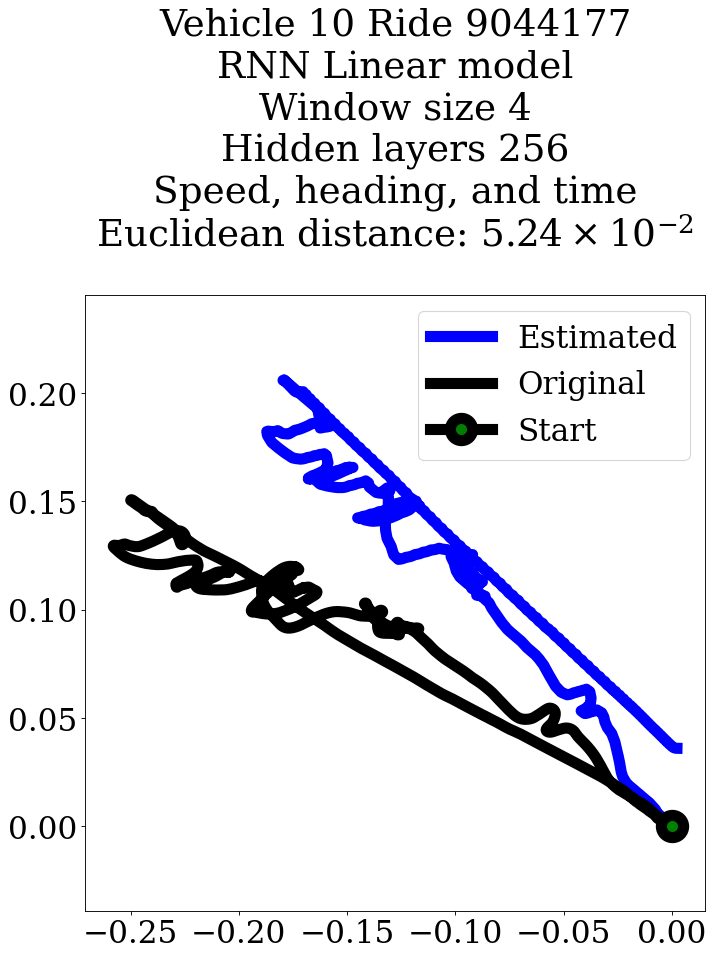 Vehicle 10 Ride 9044177
RNN Linear model
Window size 4
Hidden layers 256
Speed, heading, and time
Euclidean distance: 5.24 × 10⁻²
Estimated
Original
Start
0.20
0.15
0.10
0.05
0.00
−0.25 −0.20 −0.15 −0.10 −0.05 0.00